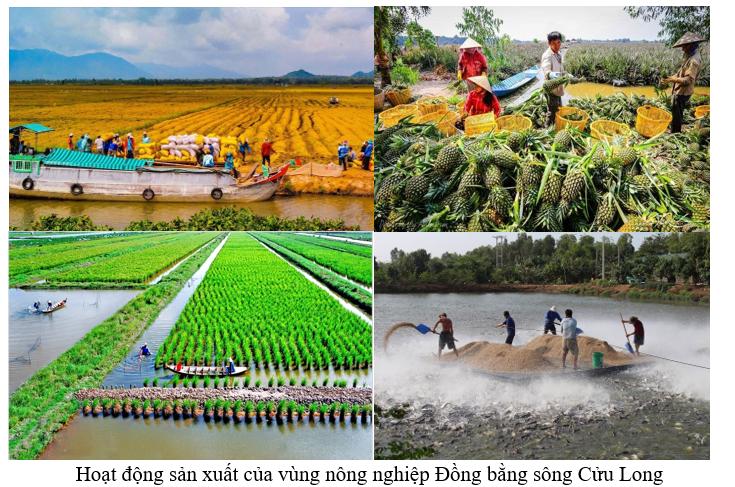 Hoạt động sản xuất của vùng nông nghiệp Đồng bằng sông Cửu Long